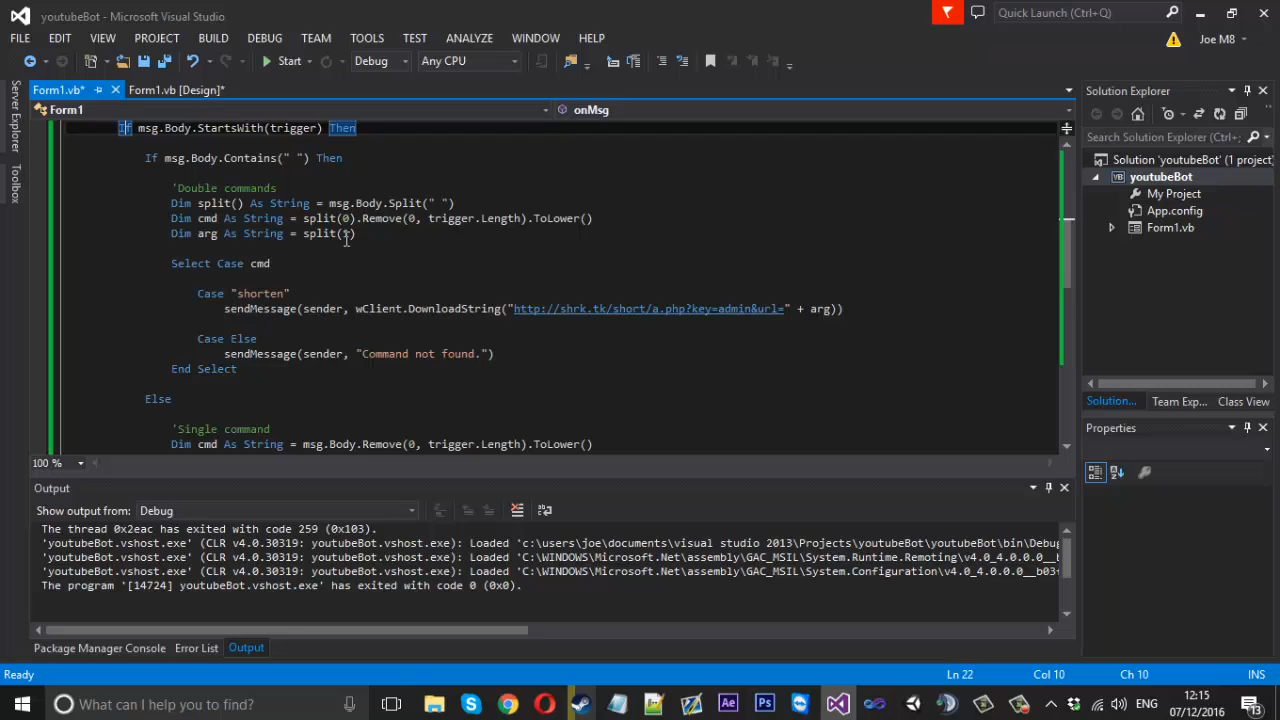 youtubeBot - Microsoft Visual Studio
Quick Launch (Ctrl+Q)
FILE EDIT VIEW PROJECT BUILD DEBUG TEAM TOOLS TEST ANALYZE WINDOW HELP
Joe M8
Start Debug Any CPU
Form1.vb* Form1.vb [Design]*
Form1 onMsg
If msg.Body.StartsWith(trigger) Then
If msg.Body.Contains(" ") Then
'Double commands
Dim split() As String = msg.Body.Split(" ")
Dim cmd As String = split(0).Remove(0, trigger.Length).ToLower()
Dim arg As String = split( )
Select Case cmd
Case "shorten"
sendMessage(sender, wClient.DownloadString("http://shrk.tk/short/a.php?key=admin&url=" + arg))
Case Else
sendMessage(sender, "Command not found.")
End Select
Else
'Single command
Dim cmd As String = msg.Body.Remove(0, trigger.Length).ToLower()
100 %
Server Explorer
Toolbox
Solution Explorer
Search Solution Explorer (Ctrl+
Solution 'youtubeBot' (1 project)
VB youtubeBot
My Project
App.config
Form1.vb
Solution... Team Exp... Class View
Properties
Output
Show output from: Debug
The thread 0x2eac has exited with code 259 (0x103).
'youtubeBot.vshost.exe' (CLR v4.0.30319: youtubeBot.vshost.exe): Loaded 'c:\users\joe\documents\visual studio 2013\Projects\youtubeBot\youtubeBot\bin\Debug
'youtubeBot.vshost.exe' (CLR v4.0.30319: youtubeBot.vshost.exe): Loaded 'C:\WINDOWS\Microsoft.Net\assembly\GAC_MSIL\System.Runtime.Remoting\v4.0_4.0.0.0__b
'youtubeBot.vshost.exe' (CLR v4.0.30319: youtubeBot.vshost.exe): Loaded 'C:\WINDOWS\Microsoft.Net\assembly\GAC_MSIL\System.Configuration\v4.0_4.0.0.0__b03
The program '[14724] youtubeBot.vshost.exe' has exited with code 0 (0x0).
Package Manager Console Error List Output
Ready Ln 22 Col 10 Ch 10 INS
What can I help you find? Ae Ps ENG
12:15
07/12/2016
13